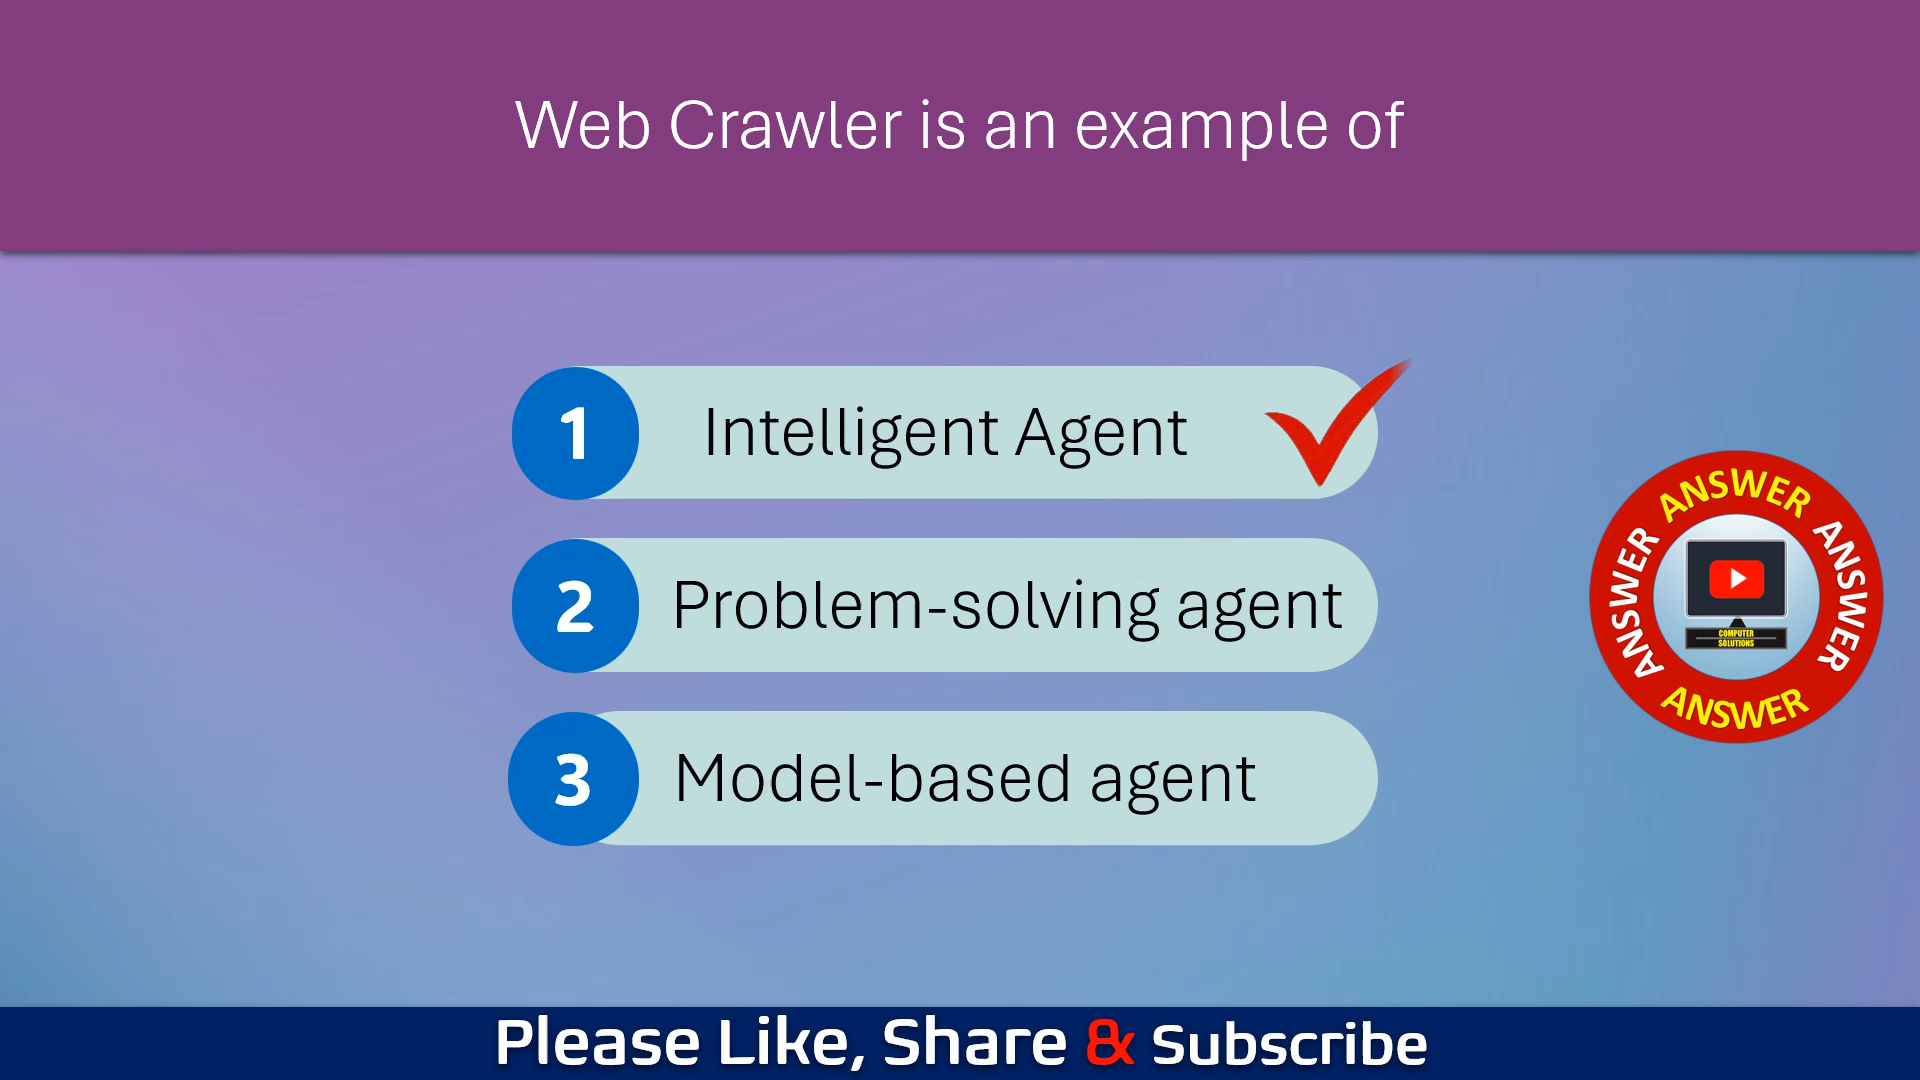 Web Crawler is an example of
1 Intelligent Agent
2 Problem-solving agent
3 Model-based agent
ANSWER
ANSWER
ANSWER
ANSWER
COMPUTER
SOLUTIONS
Please Like, Share & Subscribe